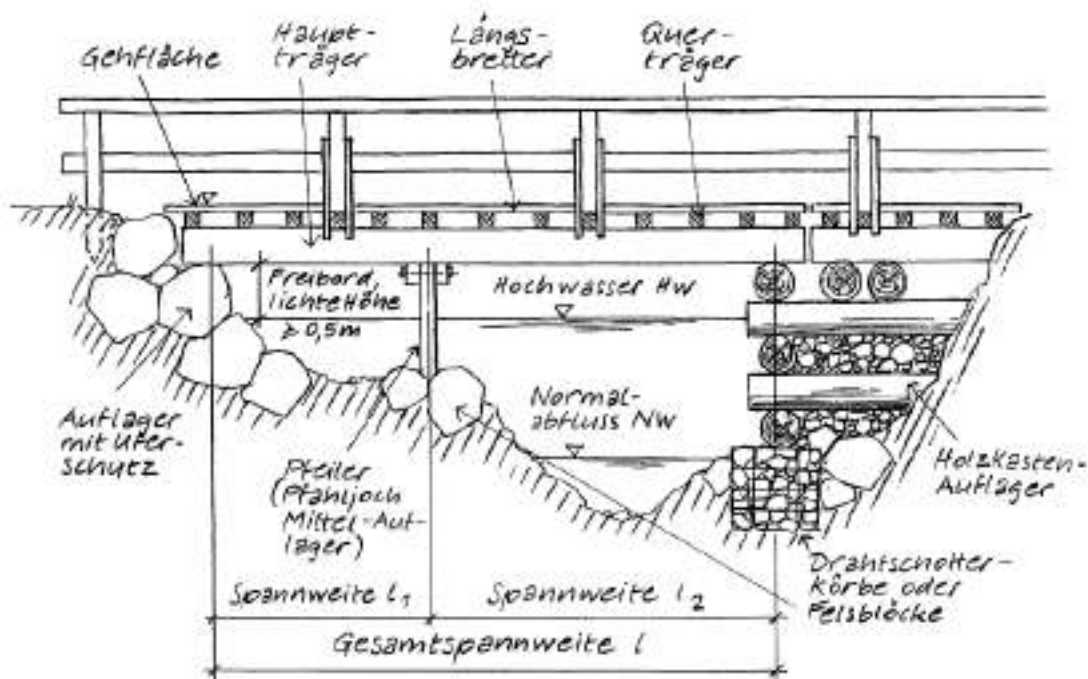 Gehfläche
Haupt-
träger
Längs-
bretter
Quer-
träger
Freibord,
lichte Höhe
≥ 0,5m
Hochwasser HW
Auflager
mit Ufer-
schutz
Normal-
abfluss NW
Pfeiler
(Pfahljoch
Mittel-Auf-
lager)
Holzkasten-
Auflager
Drahtschotter-
körbe oder
Felsblöcke
Spannweite l₁
Spannweite l₂
Gesamtspannweite l